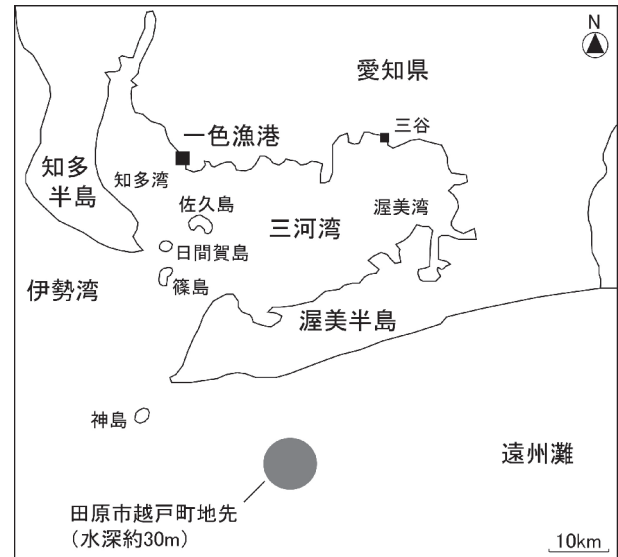 N
愛知県
一色漁港
三谷
知多
半島
知多湾
佐久島
三河湾
渥美湾
日間賀島
伊勢湾
篠島
渥美半島
神島
遠州灘
田原市越戸町地先
(水深約30m)
10km